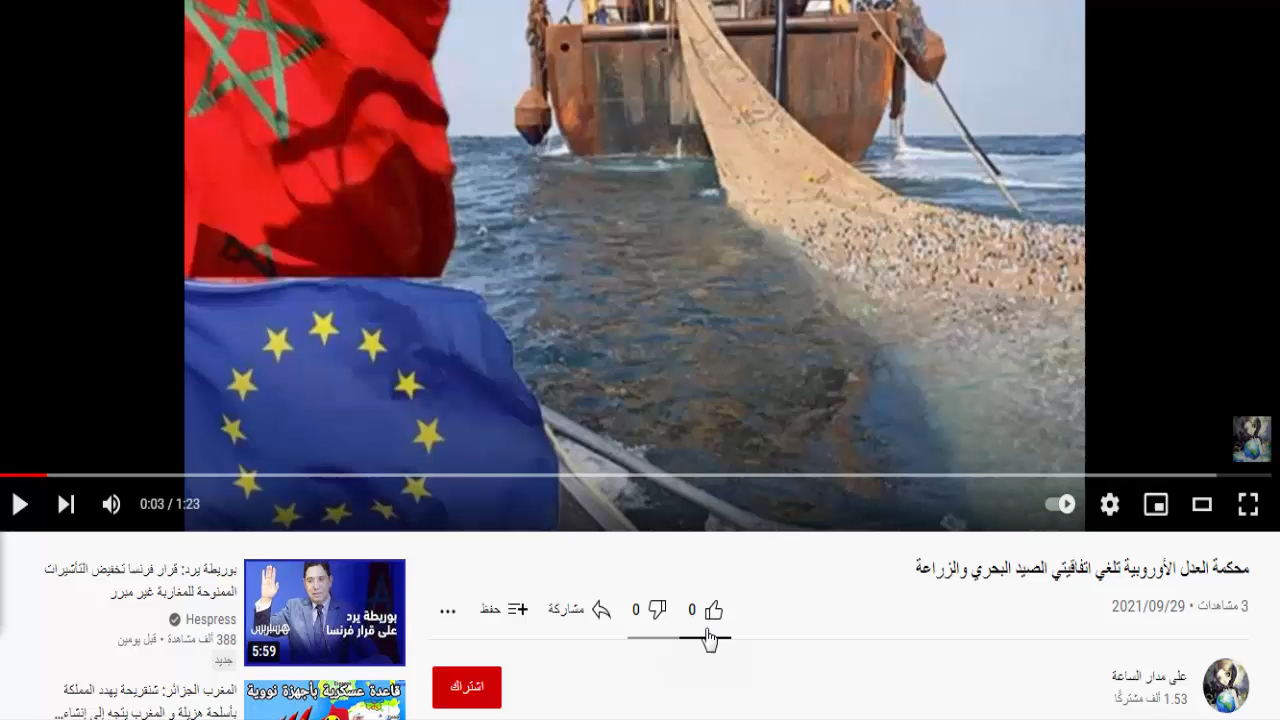 0:03 / 1:23
محكمة العدل الأوروبية تلغي اتفاقيتي الصيد البحري والزراعة
3 مشاهدات • 2021/09/29
0
0
مشاركة
حفظ
على مدار الساعة
1.53 ألف مشتركًا
اشتراك
بوريطة يرد
على قرار فرنسا
هسبريس
5:59
بوريطة يرد: قرار فرنسا تخفيض التأشيرات
الممنوحة للمغاربة غير مبرر
Hespress
388 ألف مشاهدة • قبل يومين
جديد
قاعدة عسكرية بأجهزة نووية
المغرب الجزائر: شنقريحة يهدد المملكة
بأسلحة هزيلة و المغرب يتجه إلى إنشاء...